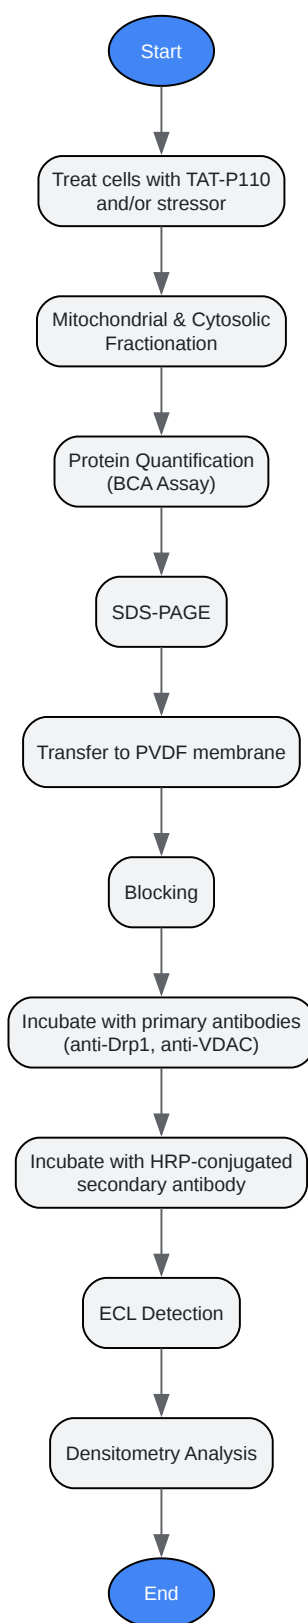 Start
Treat cells with TAT-P110
and/or stressor
Mitochondrial & Cytosolic
Fractionation
Protein Quantification
(BCA Assay)
SDS-PAGE
Transfer to PVDF membrane
Blocking
Incubate with primary antibodies
(anti-Drp1, anti-VDAC)
Incubate with HRP-conjugated
secondary antibody
ECL Detection
Densitometry Analysis
End